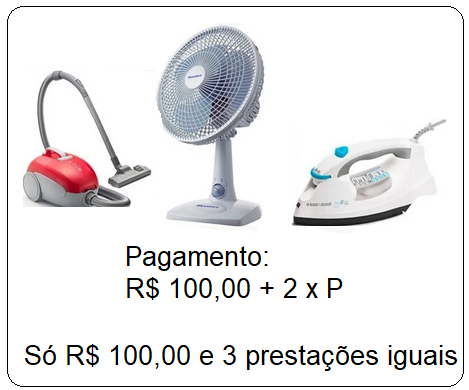 Pagamento:
R$ 100,00 + 2 x P
Só R$ 100,00 e 3 prestações iguais